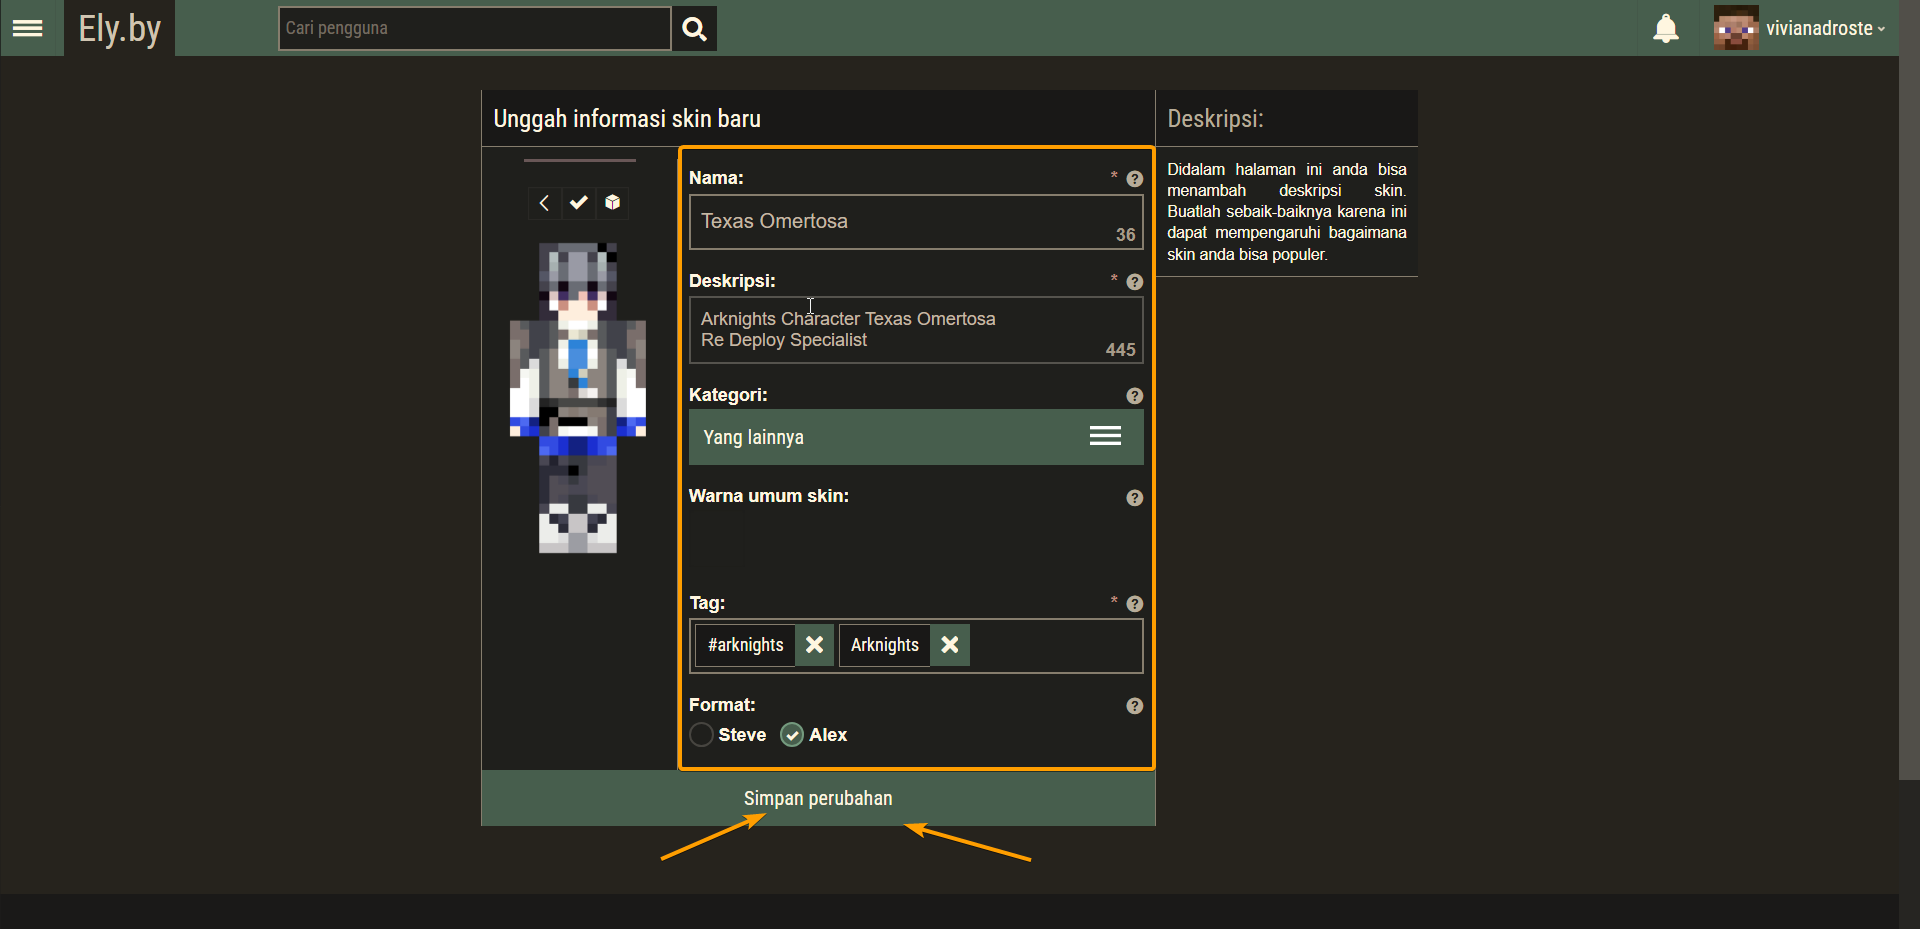 Ely.by
Cari pengguna
vivianadroste
Unggah informasi skin baru
Nama: *
Texas Omertosa
36
Deskripsi: *
Arknights Character Texas Omertosa
Re Deploy Specialist
445
Kategori:
Yang lainnya
Warna umum skin:
Tag: *
#arknights
Arknights
Format:
Steve
Alex
Simpan perubahan
Deskripsi:
Didalam halaman ini anda bisa
menambah deskripsi skin.
Buatlah sebaik-baiknya karena ini
dapat mempengaruhi bagaimana
skin anda bisa populer.